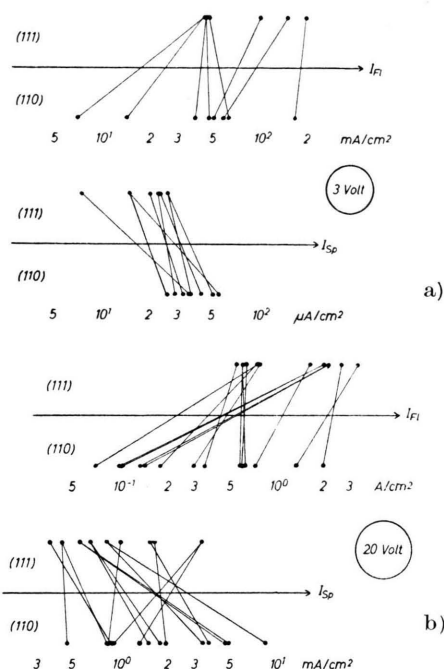 (111)
I_Fl
(110)
5 10¹ 2 3 5 10² 2 mA/cm²
3 Volt
(111)
I_Sp
(110)
a)
5 10¹ 2 3 5 10² µA/cm²
(111)
I_Fl
(110)
5 10⁻¹ 2 3 5 10⁰ 2 3 A/cm²
20 Volt
(111)
I_Sp
(110)
b)
3 5 10⁰ 2 3 5 10¹ mA/cm²